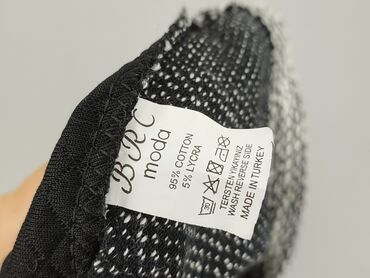 BRC
moda
95% COTTON
5% LYCRA
TERSTEN YIKAYINIZ
WASH REVERSE SIDE
MADE IN TURKEY